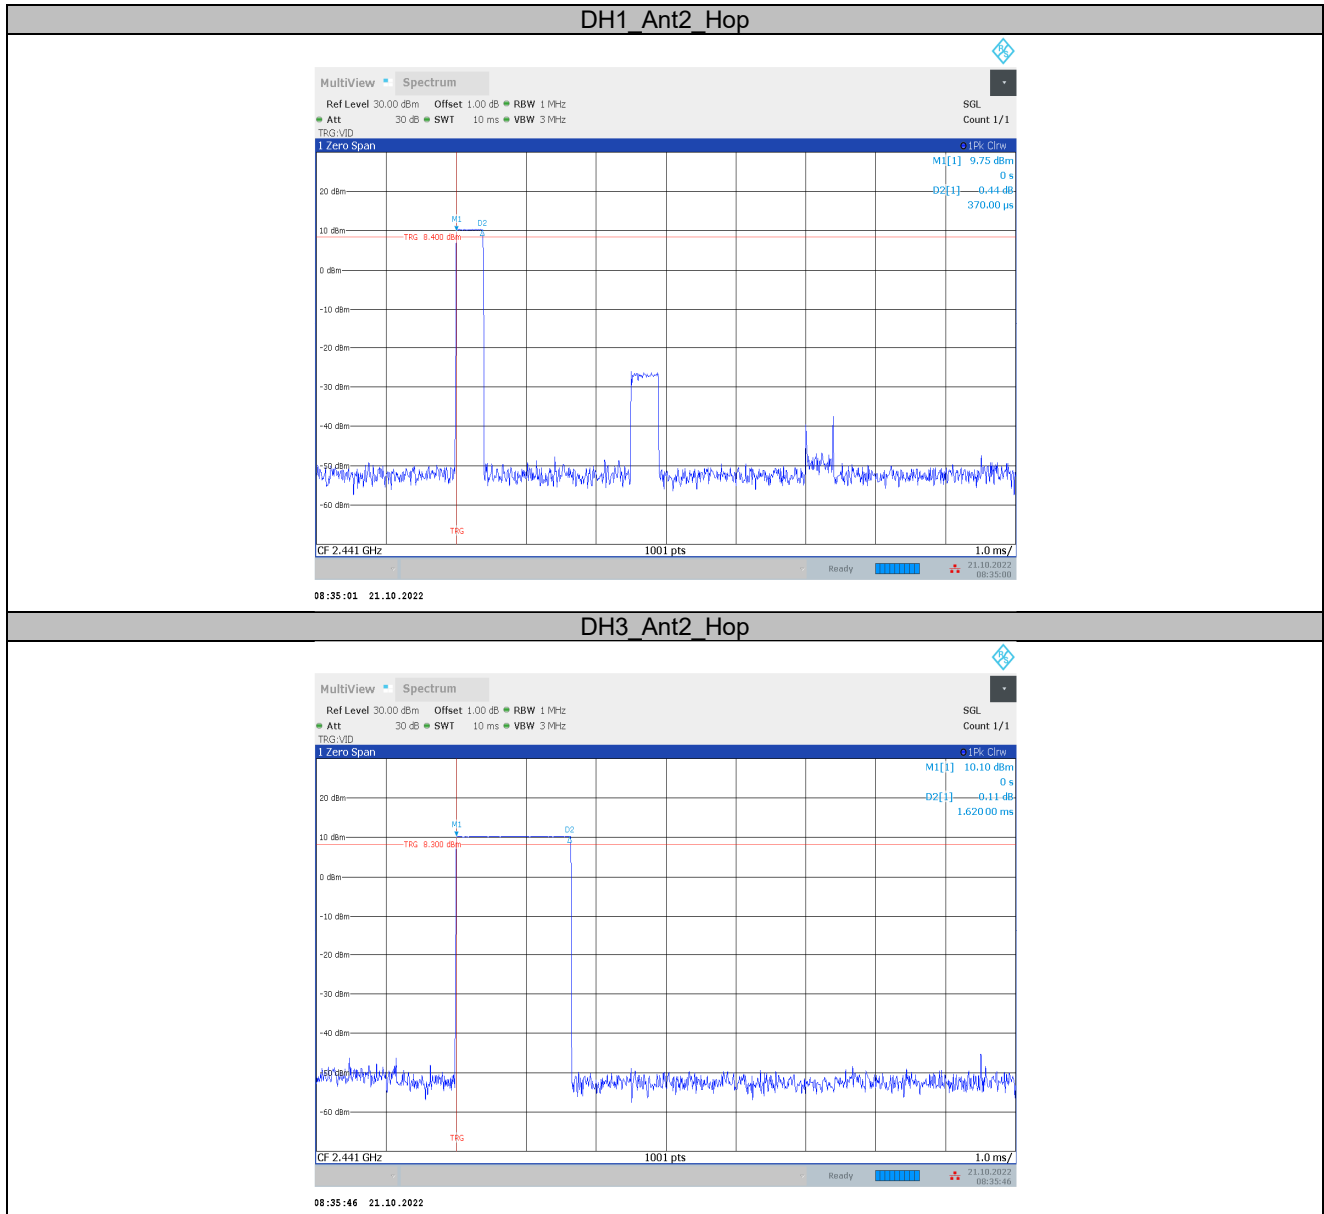 DH1_Ant2_Hop
MultiView Spectrum
Ref Level 30.00 dBm Offset 1.00 dB RBW 1 MHz SGL
Att 30 dB SWT 10 ms VBW 3 MHz Count 1/1
TRG:VID
1 Zero Span 1Pk Clrw
M1[1] 9.75 dBm
0 s
20 dBm D2[1] 0.44 dB
370.00 µs
M1 D2
10 dBm
TRG 8.400 dBm
0 dBm
-10 dBm
-20 dBm
-30 dBm
-40 dBm
-50 dBm
-60 dBm
TRG
CF 2.441 GHz 1001 pts 1.0 ms/
Ready 21.10.2022
08:35:00
08:35:01 21.10.2022
DH3_Ant2_Hop
MultiView Spectrum
Ref Level 30.00 dBm Offset 1.00 dB RBW 1 MHz SGL
Att 30 dB SWT 10 ms VBW 3 MHz Count 1/1
TRG:VID
1 Zero Span 1Pk Clrw
M1[1] 10.10 dBm
0 s
20 dBm D2[1] 0.11 dB
1.62000 ms
M1 D2
10 dBm
TRG 8.300 dBm
0 dBm
-10 dBm
-20 dBm
-30 dBm
-40 dBm
-50 dBm
-60 dBm
TRG
CF 2.441 GHz 1001 pts 1.0 ms/
Ready 21.10.2022
08:35:46
08:35:46 21.10.2022